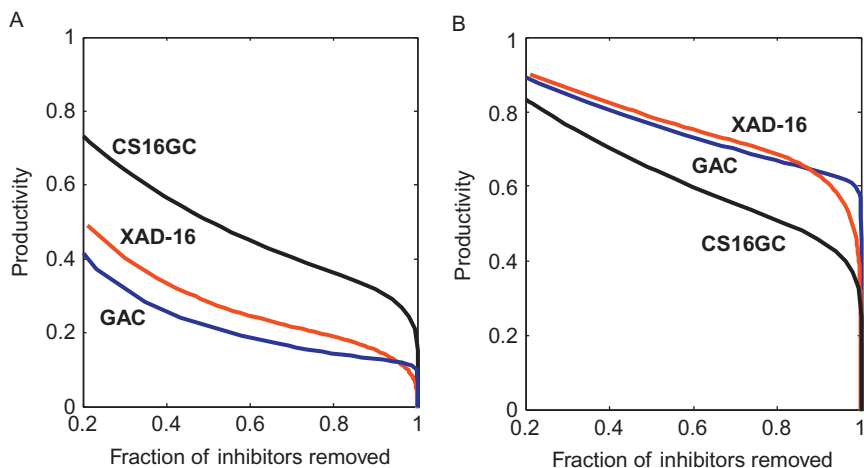 A
1
0.8
0.6
0.4
0.2
0
Productivity
CS16GC
XAD-16
GAC
0.2 0.4 0.6 0.8 1
Fraction of inhibitors removed
B
1
0.8
0.6
0.4
0.2
0
Productivity
XAD-16
GAC
CS16GC
0.2 0.4 0.6 0.8 1
Fraction of inhibitors removed